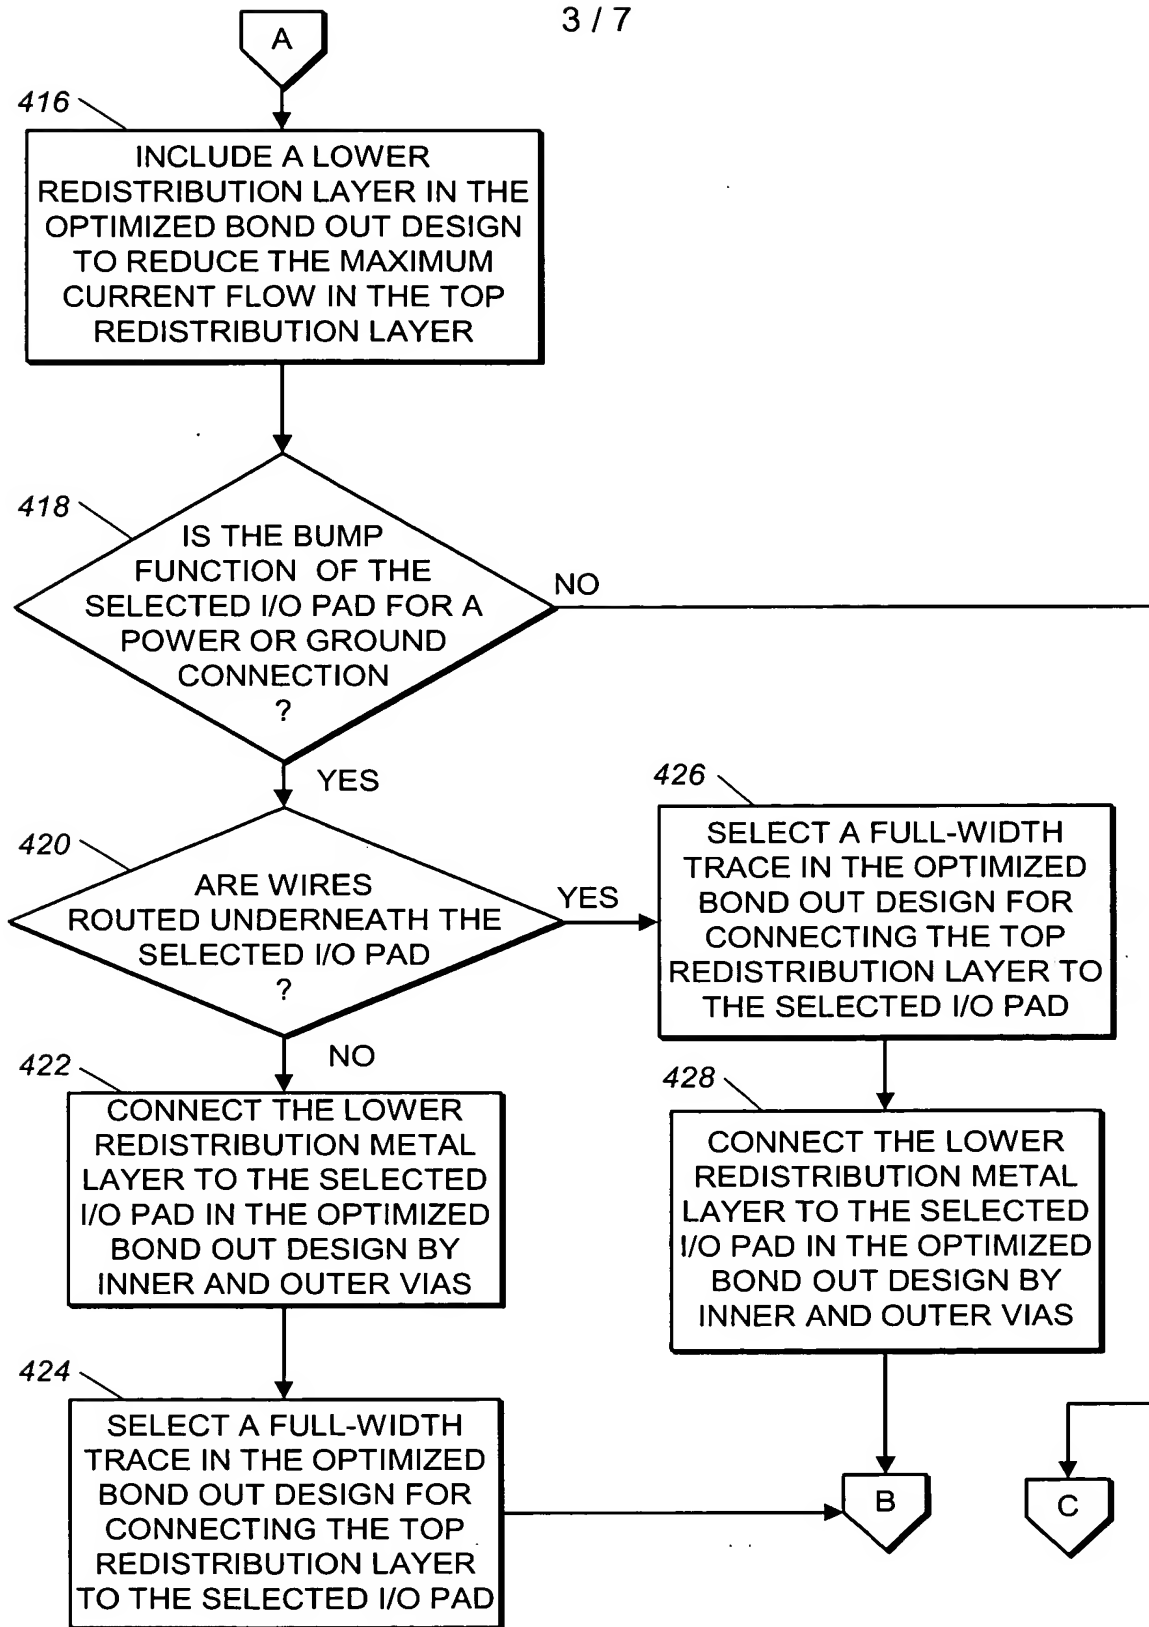 3 / 7
A
416
INCLUDE A LOWER
REDISTRIBUTION LAYER IN THE
OPTIMIZED BOND OUT DESIGN
TO REDUCE THE MAXIMUM
CURRENT FLOW IN THE TOP
REDISTRIBUTION LAYER
418
IS THE BUMP
FUNCTION OF THE
SELECTED I/O PAD FOR A
POWER OR GROUND
CONNECTION
?
NO
YES
420
ARE WIRES
ROUTED UNDERNEATH THE
SELECTED I/O PAD
?
YES
NO
426
SELECT A FULL-WIDTH
TRACE IN THE OPTIMIZED
BOND OUT DESIGN FOR
CONNECTING THE TOP
REDISTRIBUTION LAYER TO
THE SELECTED I/O PAD
422
CONNECT THE LOWER
REDISTRIBUTION METAL
LAYER TO THE SELECTED
I/O PAD IN THE OPTIMIZED
BOND OUT DESIGN BY
INNER AND OUTER VIAS
428
CONNECT THE LOWER
REDISTRIBUTION METAL
LAYER TO THE SELECTED
I/O PAD IN THE OPTIMIZED
BOND OUT DESIGN BY
INNER AND OUTER VIAS
424
SELECT A FULL-WIDTH
TRACE IN THE OPTIMIZED
BOND OUT DESIGN FOR
CONNECTING THE TOP
REDISTRIBUTION LAYER
TO THE SELECTED I/O PAD
B
C